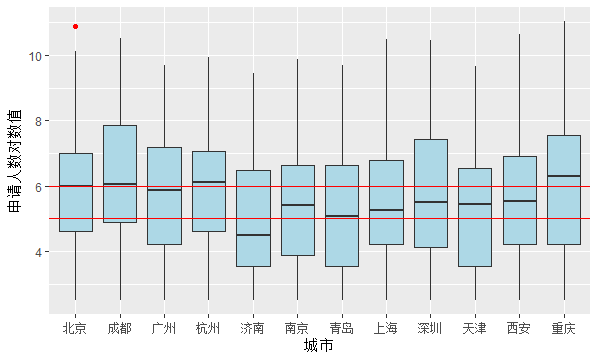 申请人数对数值
10
8
6
4
北京 成都 广州 杭州 济南 南京 青岛 上海 深圳 天津 西安 重庆
城市